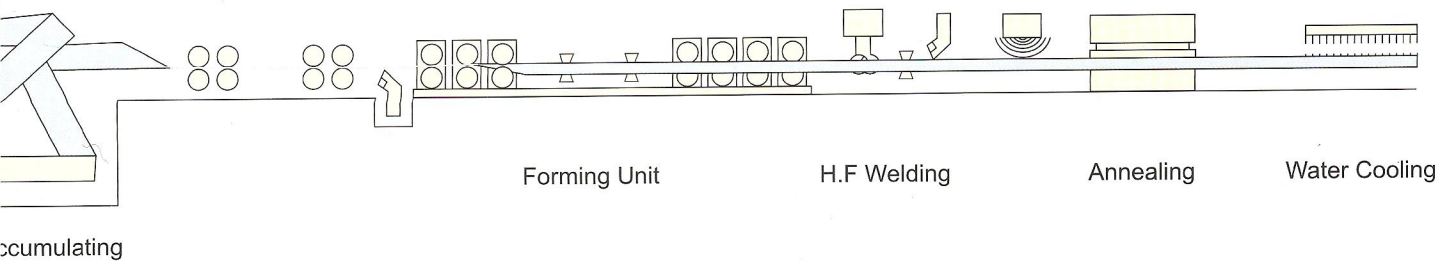 Forming Unit
H.F Welding
Annealing
Water Cooling
ccumulating